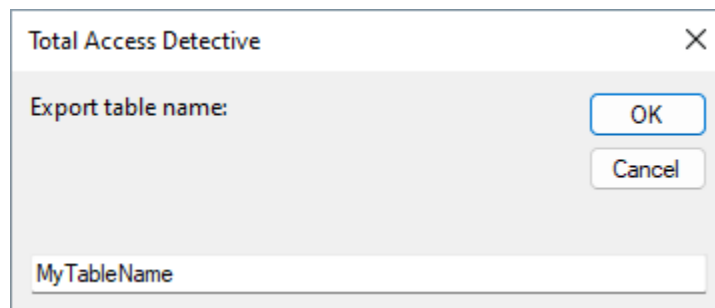 Total Access Detective
Export table name:
OK
Cancel
MyTableName